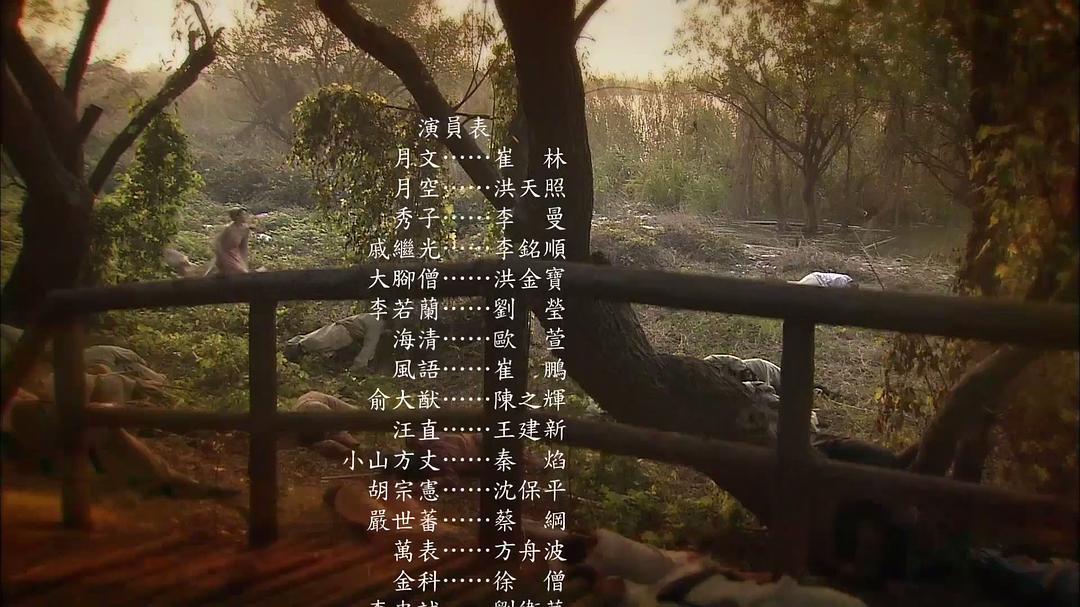 演員表
月文……崔　林
月空……洪天照
秀子……李　曼
戚繼光……李銘順
大腳僧……洪金寶
李若蘭……劉　瑩
海清……歐　萱
風語……崔　鵬
俞大猷……陳之輝
汪直……王建新
小山方丈……秦　焰
胡宗憲……沈保平
嚴世蕃……蔡　綱
萬表……方舟波
金科……徐　僧